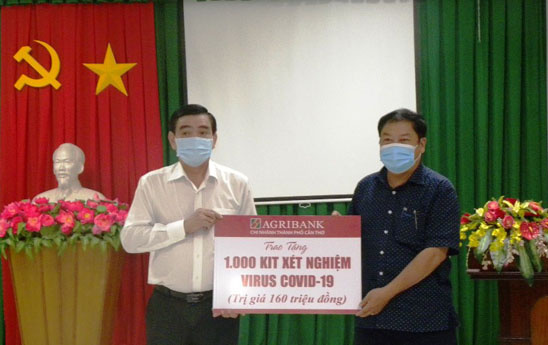 AGRIBANK
CHI NHÁNH THÀNH PHỐ CẦN THƠ
Trao Tặng
1.000 KIT XÉT NGHIỆM
VIRUS COVID-19
(Trị giá 160 triệu đồng)